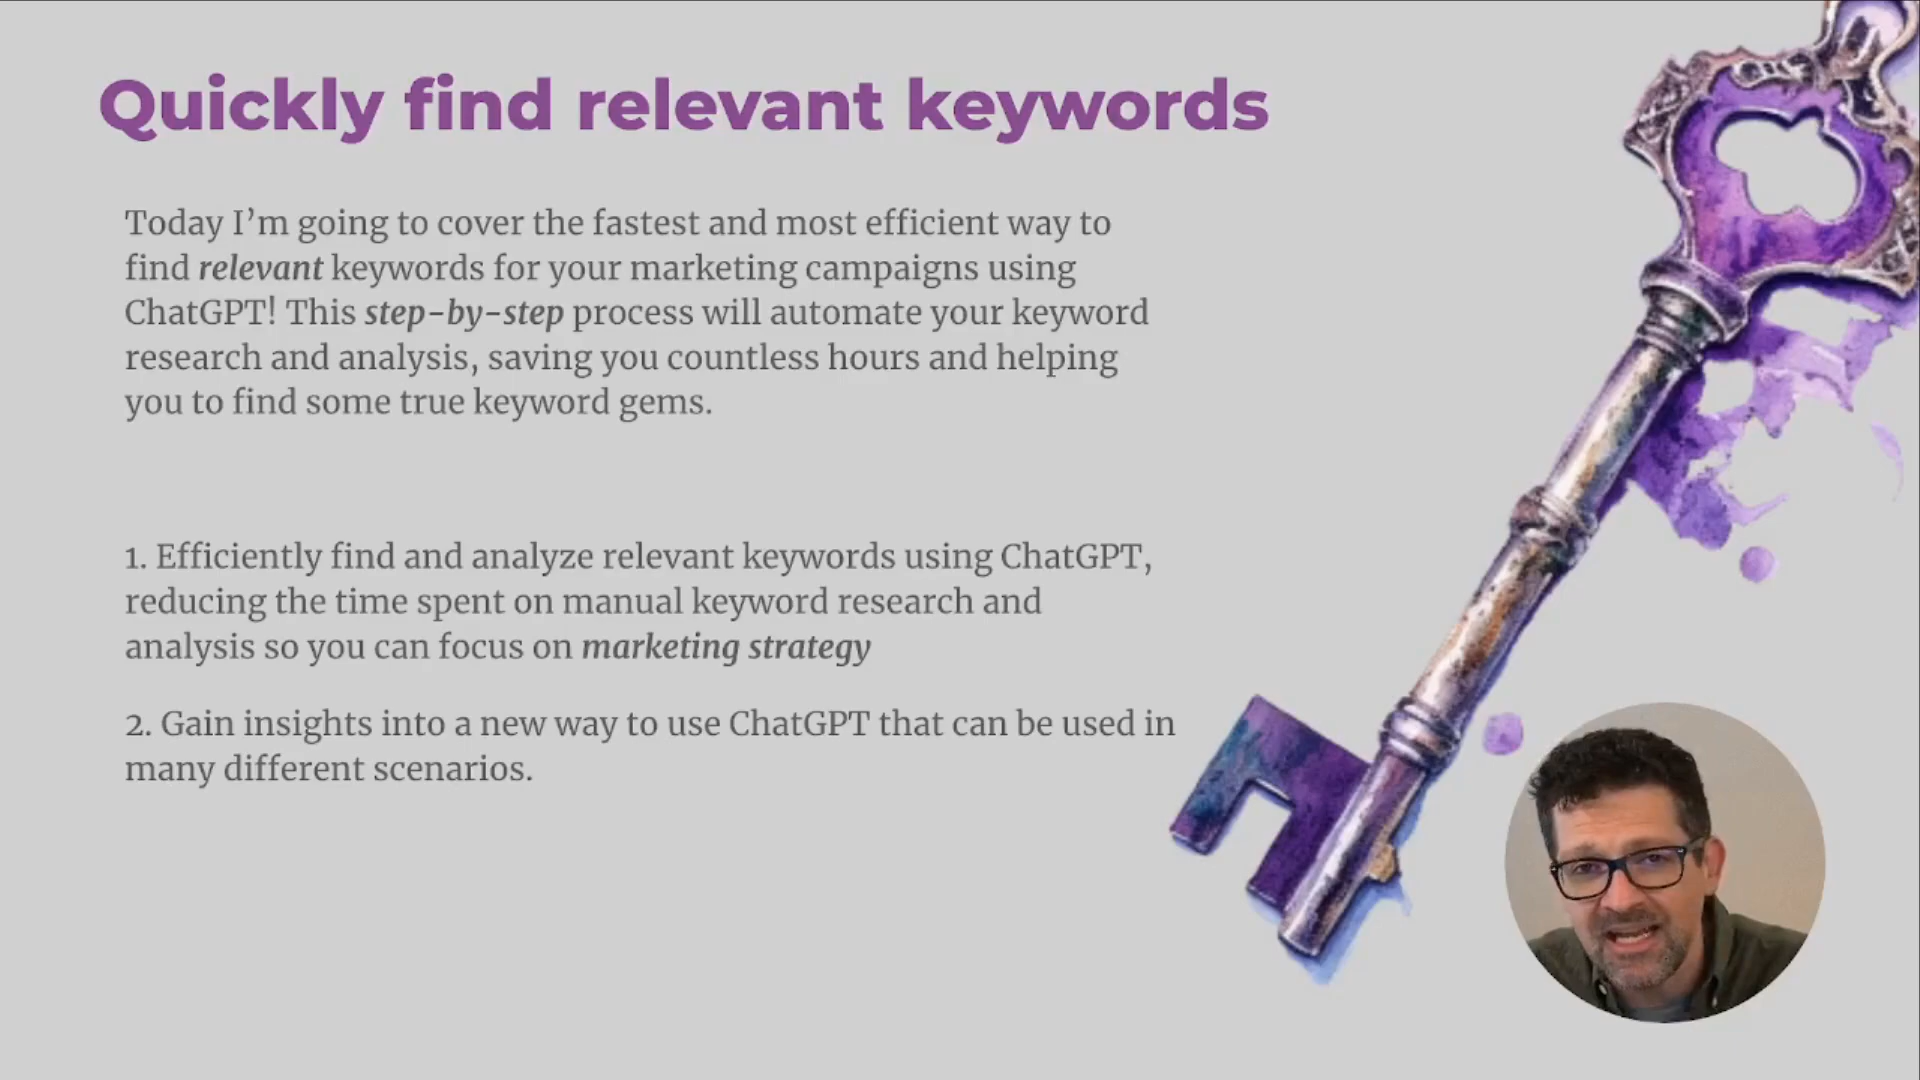 Quickly find relevant keywords
Today I’m going to cover the fastest and most efficient way to
find relevant keywords for your marketing campaigns using
ChatGPT! This step-by-step process will automate your keyword
research and analysis, saving you countless hours and helping
you to find some true keyword gems.
1. Efficiently find and analyze relevant keywords using ChatGPT,
reducing the time spent on manual keyword research and
analysis so you can focus on marketing strategy
2. Gain insights into a new way to use ChatGPT that can be used in
many different scenarios.